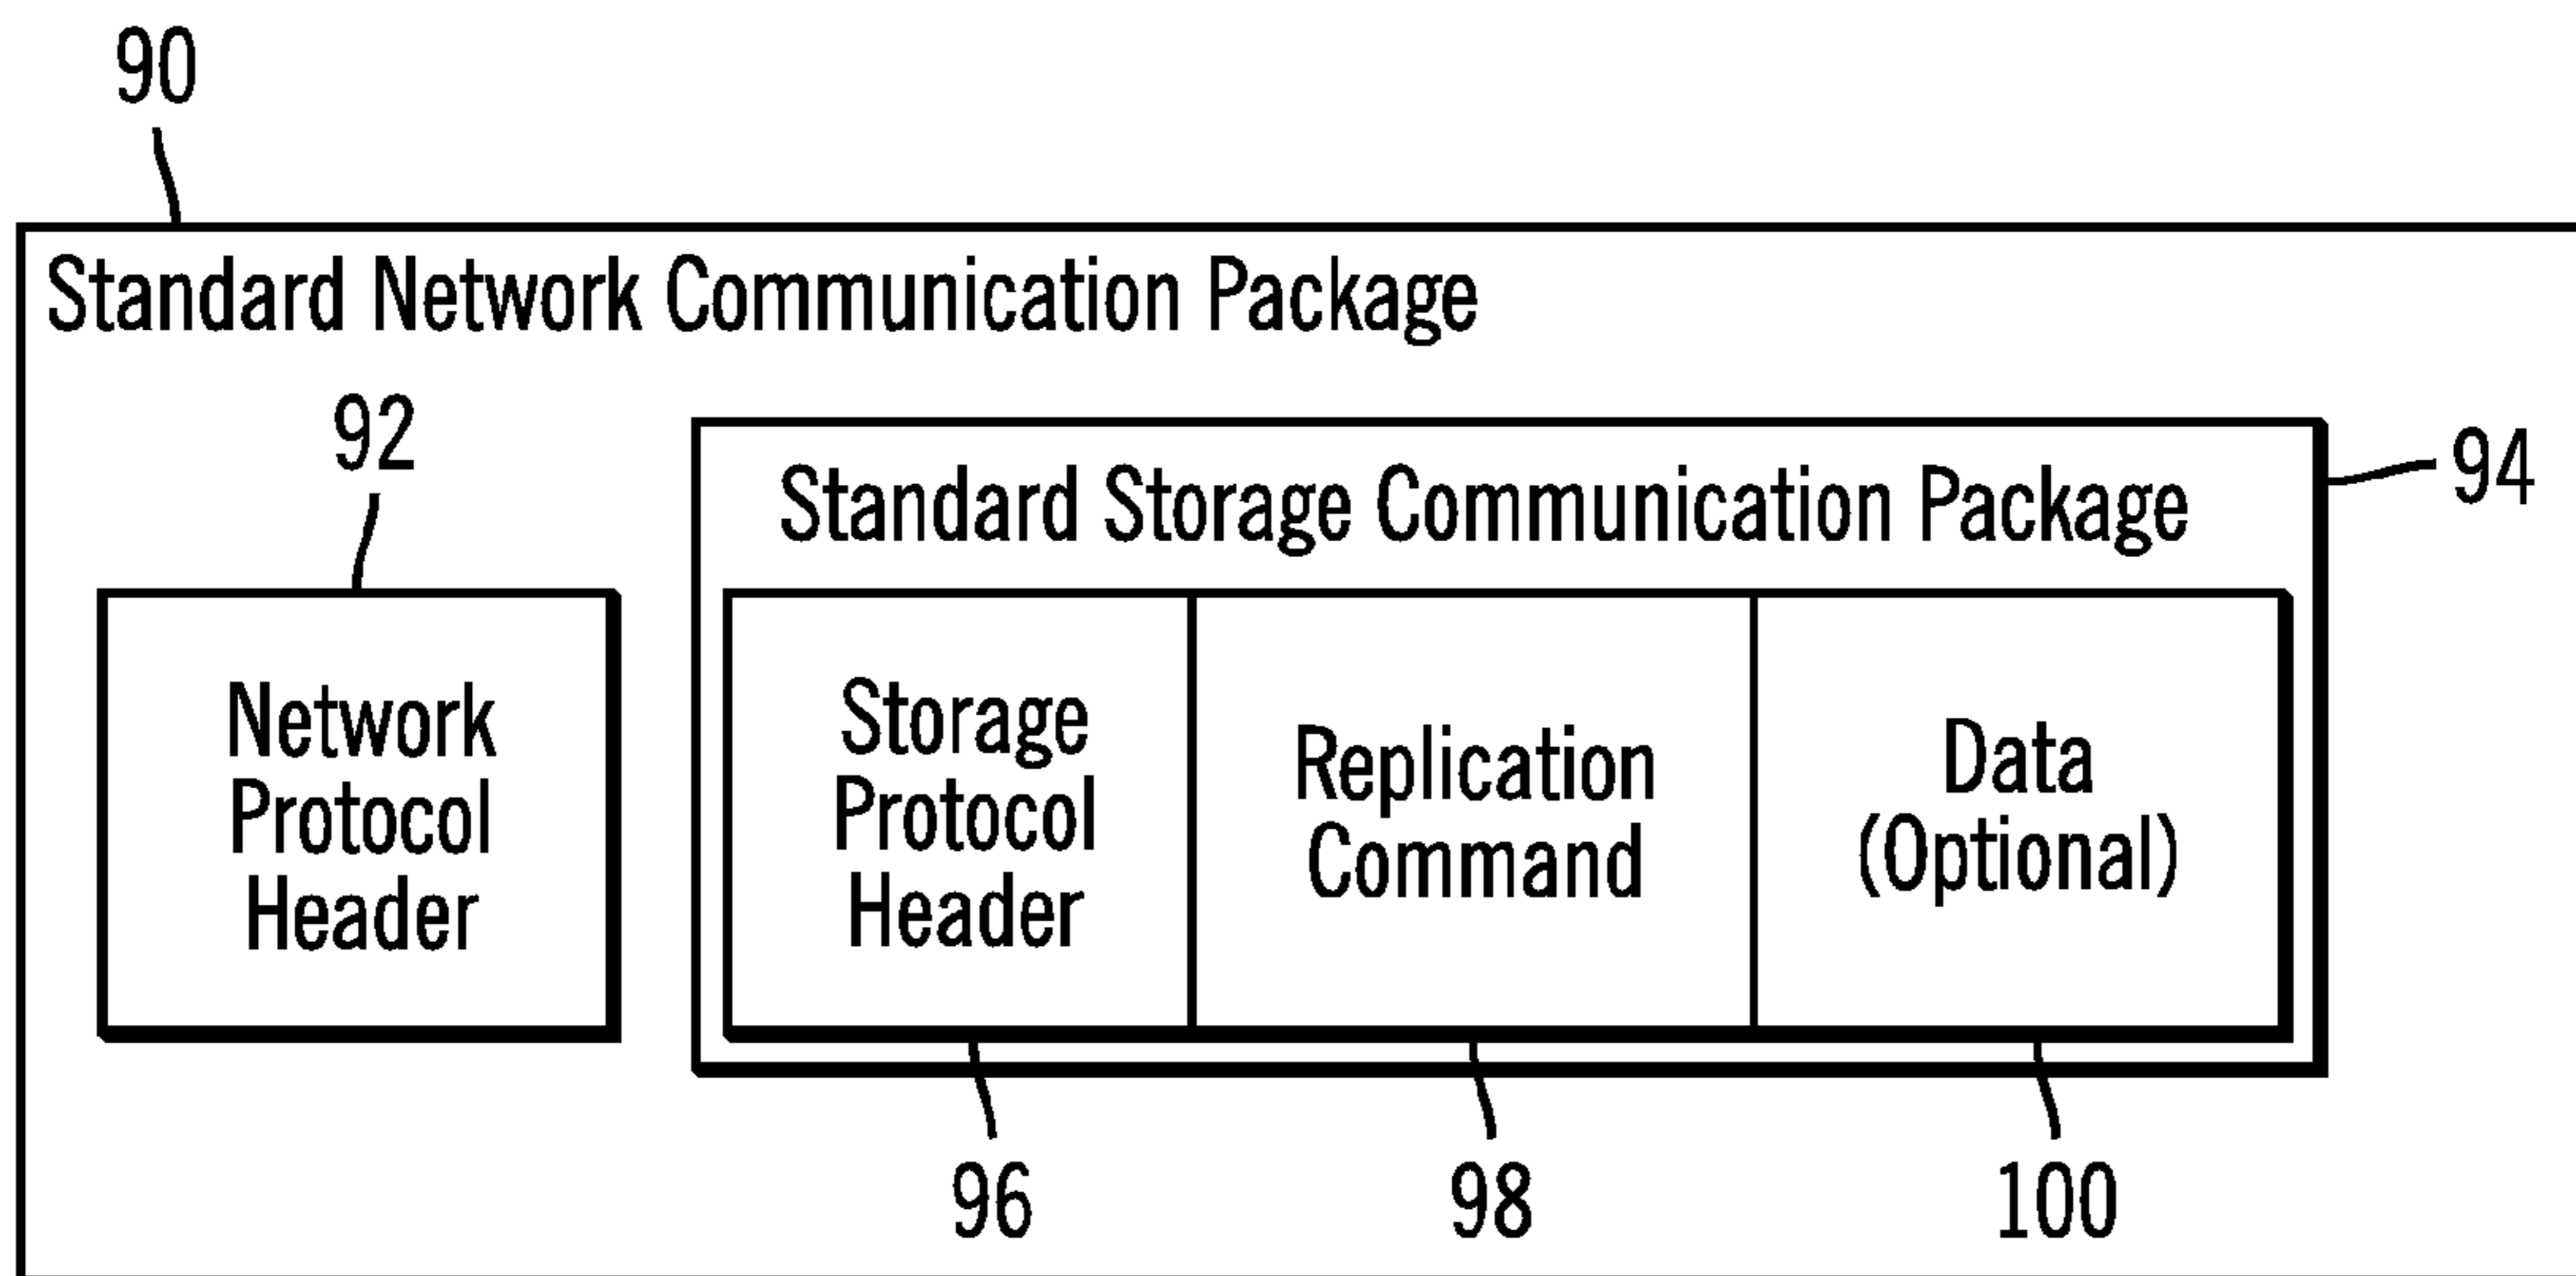 90
Standard Network Communication Package
92
94
Standard Storage Communication Package
Network
Protocol
Header
Storage
Protocol
Header
Replication
Command
Data
(Optional)
96
98
100